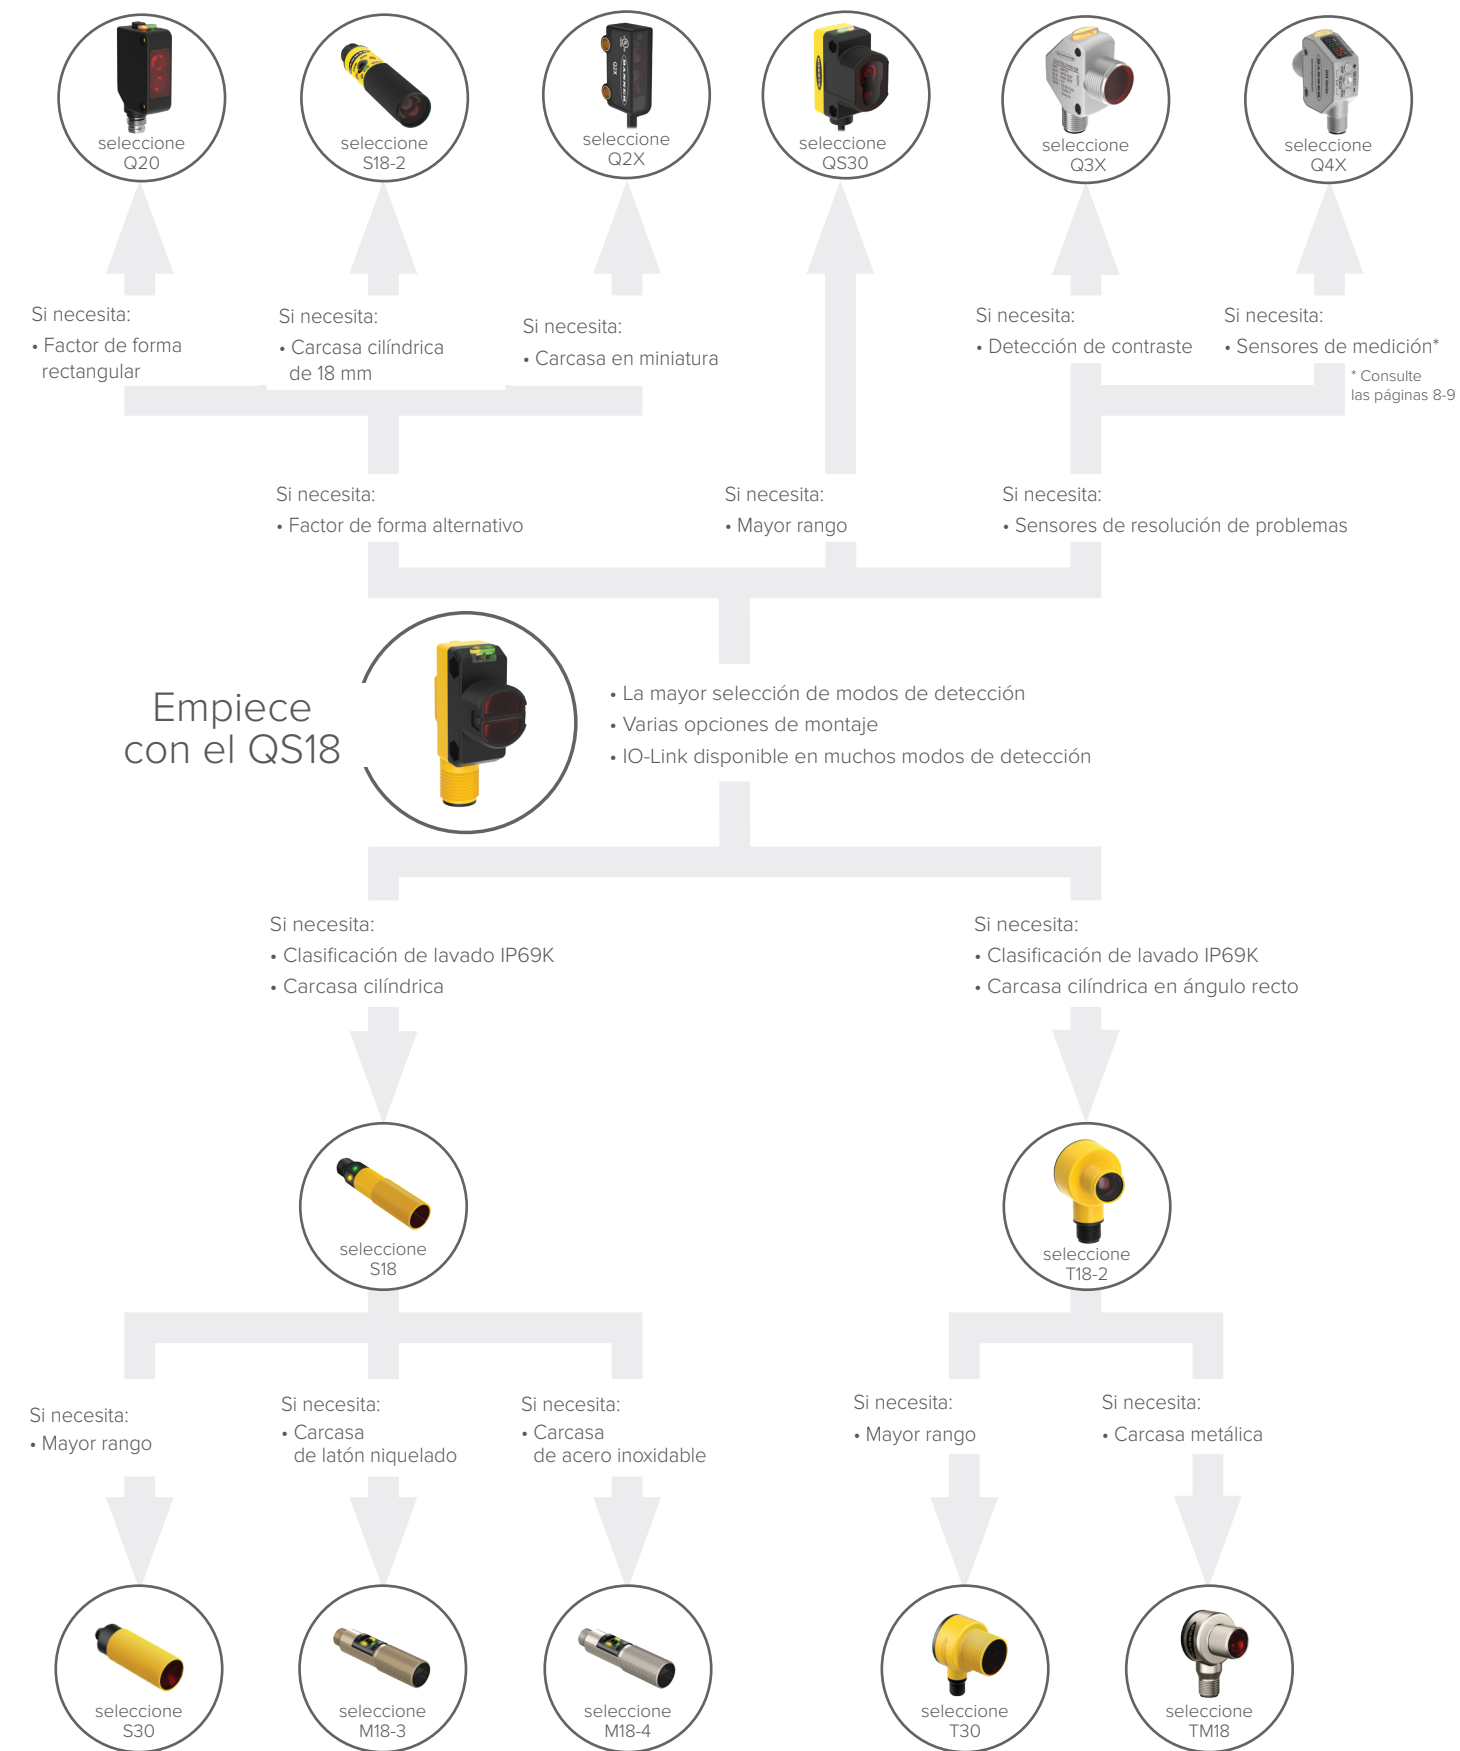 seleccione
Q20
seleccione
S18-2
seleccione
Q2X
seleccione
QS30
seleccione
Q3X
seleccione
Q4X
Si necesita:
• Factor de forma
rectangular
Si necesita:
• Carcasa cilíndrica
de 18 mm
Si necesita:
• Carcasa en miniatura
Si necesita:
• Detección de contraste
Si necesita:
• Sensores de medición*
* Consulte
las páginas 8-9
Si necesita:
• Factor de forma alternativo
Si necesita:
• Mayor rango
Si necesita:
• Sensores de resolución de problemas
Empiece
con el QS18
• La mayor selección de modos de detección
• Varias opciones de montaje
• IO-Link disponible en muchos modos de detección
Si necesita:
• Clasificación de lavado IP69K
• Carcasa cilíndrica
Si necesita:
• Clasificación de lavado IP69K
• Carcasa cilíndrica en ángulo recto
seleccione
S18
seleccione
T18-2
Si necesita:
• Mayor rango
Si necesita:
• Carcasa
de latón niquelado
Si necesita:
• Carcasa
de acero inoxidable
Si necesita:
• Mayor rango
Si necesita:
• Carcasa metálica
seleccione
S30
seleccione
M18-3
seleccione
M18-4
seleccione
T30
seleccione
TM18